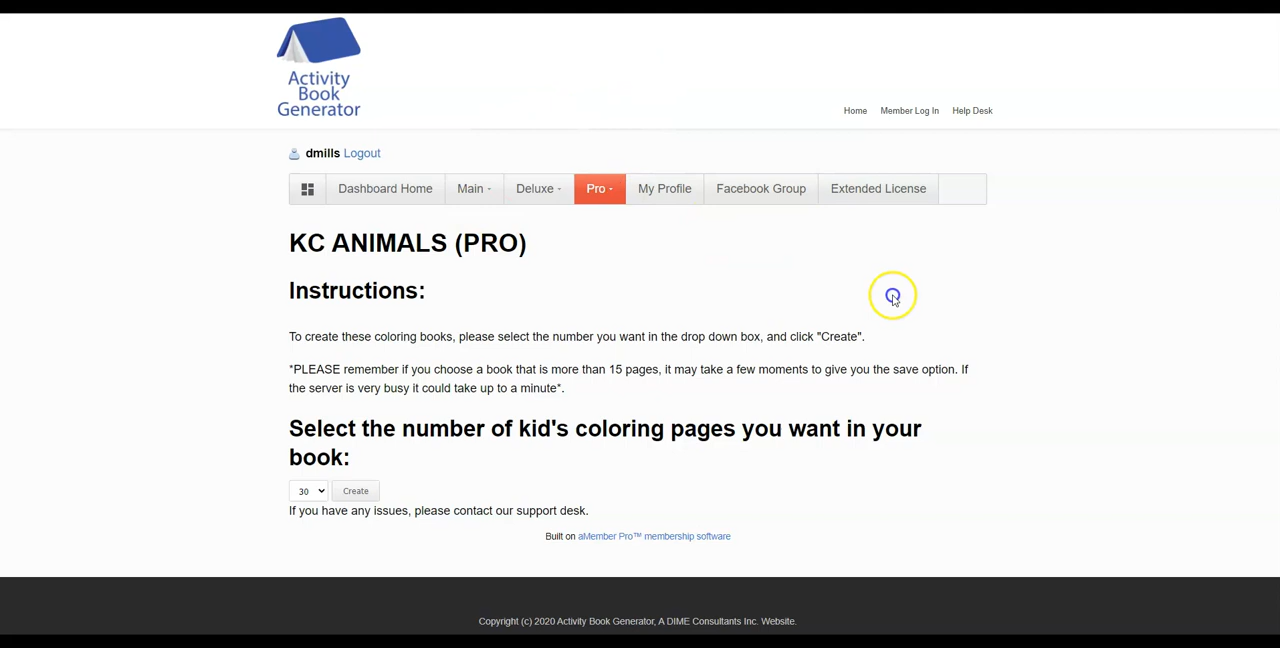 Activity
Book
Generator
Home Member Log In Help Desk
dmills Logout
Dashboard Home Main Deluxe Pro My Profile Facebook Group Extended License
KC ANIMALS (PRO)
Instructions:
To create these coloring books, please select the number you want in the drop down box, and click "Create".
*PLEASE remember if you choose a book that is more than 15 pages, it may take a few moments to give you the save option. If
the server is very busy it could take up to a minute*.
Select the number of kid's coloring pages you want in your
book:
30 Create
If you have any issues, please contact our support desk.
Built on aMember Pro™ membership software
Copyright (c) 2020 Activity Book Generator, A DIME Consultants Inc. Website.